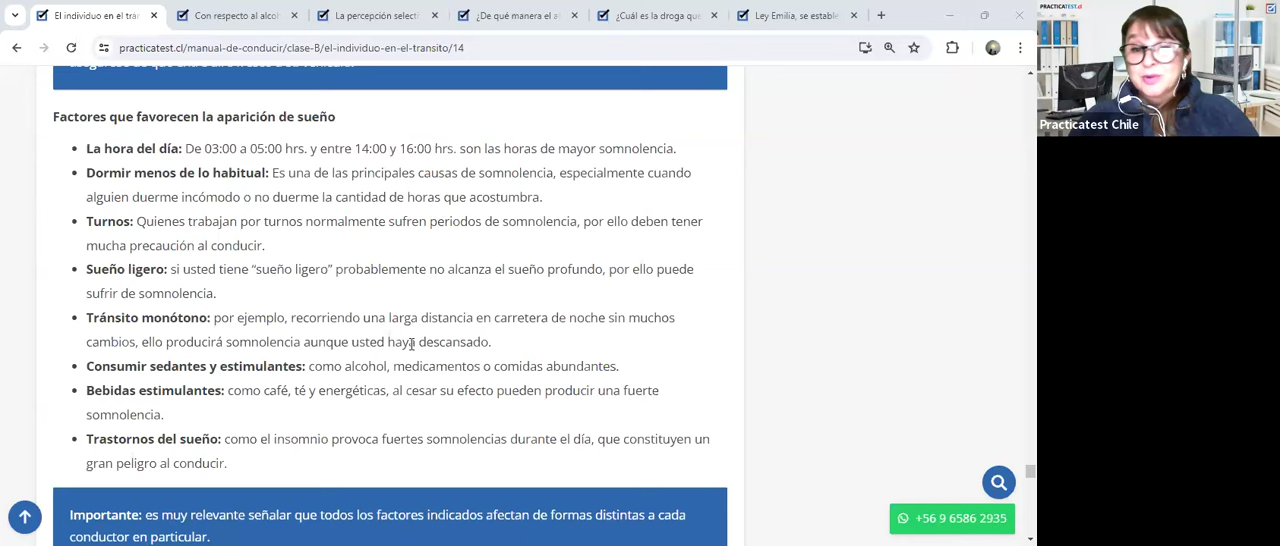 El individuo en el transit
Con respecto al alcol
La percepción selecti
¿De qué manera el al
¿Cuál es la droga que
Ley Emilia, se estable
practicatest.cl/manual-de-conducir/clase-B/el-individuo-en-el-transito/14
PRACTICATEST.cl
Practicatest Chile
Factores que favorecen la aparición de sueño
La hora del día: De 03:00 a 05:00 hrs. y entre 14:00 y 16:00 hrs. son las horas de mayor somnolencia.
Dormir menos de lo habitual: Es una de las principales causas de somnolencia, especialmente cuando
alguien duerme incómodo o no duerme la cantidad de horas que acostumbra.
Turnos: Quienes trabajan por turnos normalmente sufren periodos de somnolencia, por ello deben tener
mucha precaución al conducir.
Sueño ligero: si usted tiene “sueño ligero” probablemente no alcanza el sueño profundo, por ello puede
sufrir de somnolencia.
Tránsito monótono: por ejemplo, recorriendo una larga distancia en carretera de noche sin muchos
cambios, ello producirá somnolencia aunque usted haya descansado.
Consumir sedantes y estimulantes: como alcohol, medicamentos o comidas abundantes.
Bebidas estimulantes: como café, té y energéticas, al cesar su efecto pueden producir una fuerte
somnolencia.
Trastornos del sueño: como el insomnio provoca fuertes somnolencias durante el día, que constituyen un
gran peligro al conducir.
Importante: es muy relevante señalar que todos los factores indicados afectan de formas distintas a cada
conductor en particular.
+56 9 6586 2935